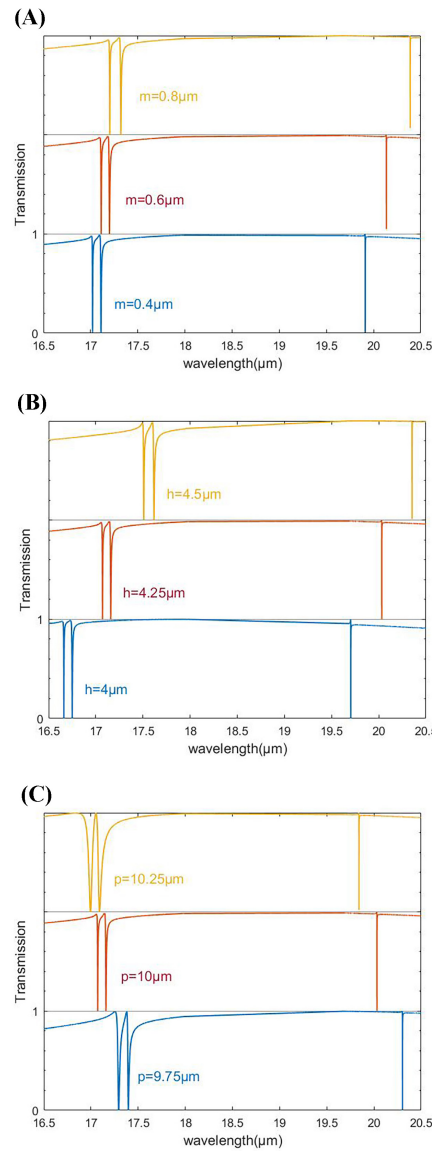 (A)
Transmission
m=0.8µm
m=0.6µm
1
m=0.4µm
0
16.5 17 17.5 18 18.5 19 19.5 20 20.5
wavelength(µm)
(B)
Transmission
h=4.5µm
h=4.25µm
1
h=4µm
0
16.5 17 17.5 18 18.5 19 19.5 20 20.5
wavelength(µm)
(C)
Transmission
p=10.25µm
p=10µm
1
p=9.75µm
0
16.5 17 17.5 18 18.5 19 19.5 20 20.5
wavelength(µm)